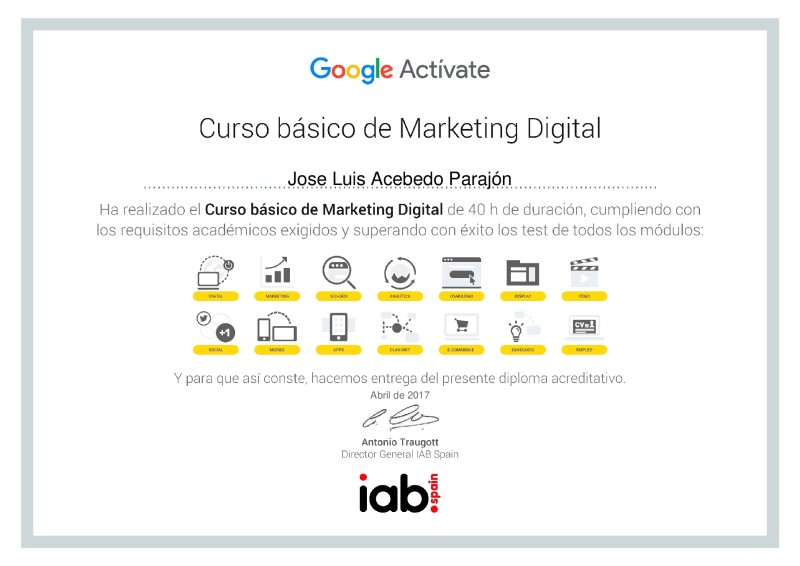 Google Actívate
Curso básico de Marketing Digital
Jose Luis Acebedo Parajón
Ha realizado el Curso básico de Marketing Digital de 40 h de duración, cumpliendo con
los requisitos académicos exigidos y superando con éxito los test de todos los módulos:
DIGITAL MARKETING SEO-SEM ANALÍTICA USABILIDAD DISPLAY VÍDEO
+1 CV=1
SOCIAL MOBILE APPS PLAN MKT E-COMMERCE EMPLEO
Y para que así conste, hacemos entrega del presente diploma acreditativo.
Abril de 2017
Antonio Traugott
Director General IAB Spain
iab. spain